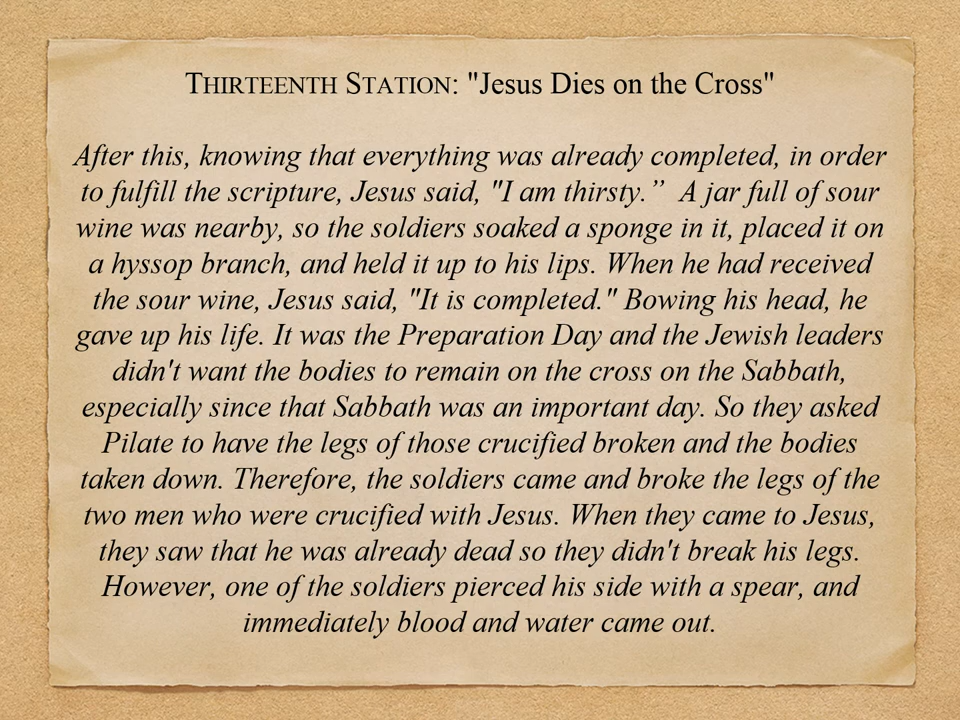 THIRTEENTH STATION: "Jesus Dies on the Cross"
After this, knowing that everything was already completed, in order
to fulfill the scripture, Jesus said, "I am thirsty.” A jar full of sour
wine was nearby, so the soldiers soaked a sponge in it, placed it on
a hyssop branch, and held it up to his lips. When he had received
the sour wine, Jesus said, "It is completed." Bowing his head, he
gave up his life. It was the Preparation Day and the Jewish leaders
didn't want the bodies to remain on the cross on the Sabbath,
especially since that Sabbath was an important day. So they asked
Pilate to have the legs of those crucified broken and the bodies
taken down. Therefore, the soldiers came and broke the legs of the
two men who were crucified with Jesus. When they came to Jesus,
they saw that he was already dead so they didn't break his legs.
However, one of the soldiers pierced his side with a spear, and
immediately blood and water came out.